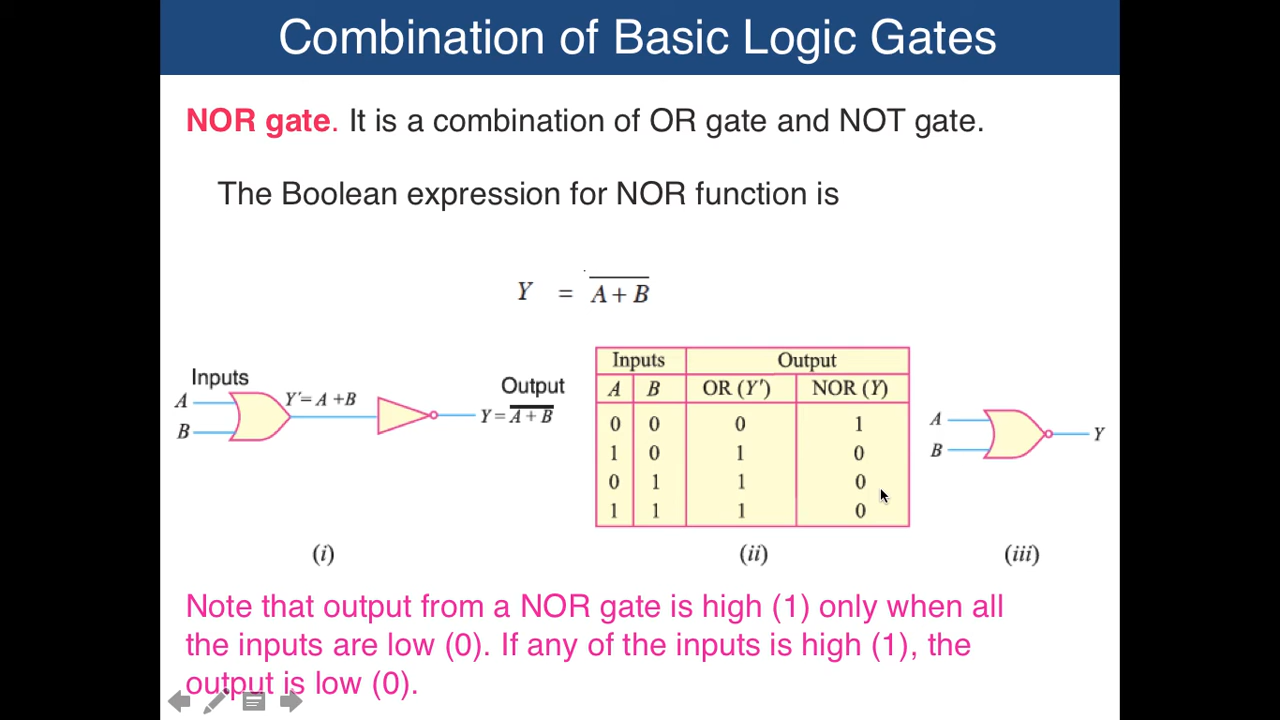 Combination of Basic Logic Gates
NOR gate. It is a combination of OR gate and NOT gate.
The Boolean expression for NOR function is
Y = \overline{A + B}
Inputs
A
B
Y′= A +B
Output
Y = \overline{A + B}
(i)
Inputs Output
A B OR (Y′) NOR (Y)
0 0 0 1
1 0 1 0
0 1 1 0
1 1 1 0
(ii)
A
B
Y
(iii)
Note that output from a NOR gate is high (1) only when all
the inputs are low (0). If any of the inputs is high (1), the
output is low (0).